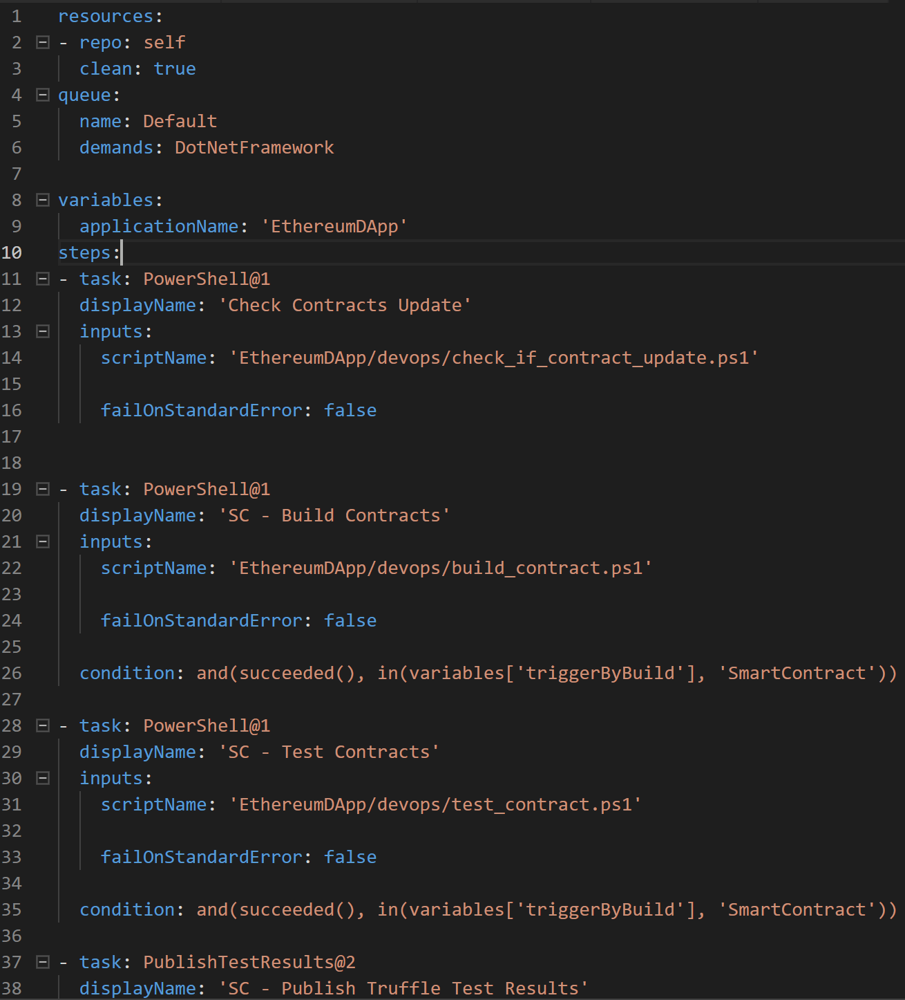 1 resources:
2 - repo: self
3 clean: true
4 queue:
5 name: Default
6 demands: DotNetFramework
7
8 variables:
9 applicationName: 'EthereumDApp'
10 steps:
11 - task: PowerShell@1
12 displayName: 'Check Contracts Update'
13 inputs:
14 scriptName: 'EthereumDApp/devops/check_if_contract_update.ps1'
15
16 failOnStandardError: false
17
18
19 - task: PowerShell@1
20 displayName: 'SC - Build Contracts'
21 inputs:
22 scriptName: 'EthereumDApp/devops/build_contract.ps1'
23
24 failOnStandardError: false
25
26 condition: and(succeeded(), in(variables['triggerByBuild'], 'SmartContract'))
27
28 - task: PowerShell@1
29 displayName: 'SC - Test Contracts'
30 inputs:
31 scriptName: 'EthereumDApp/devops/test_contract.ps1'
32
33 failOnStandardError: false
34
35 condition: and(succeeded(), in(variables['triggerByBuild'], 'SmartContract'))
36
37 - task: PublishTestResults@2
38 displayName: 'SC - Publish Truffle Test Results'